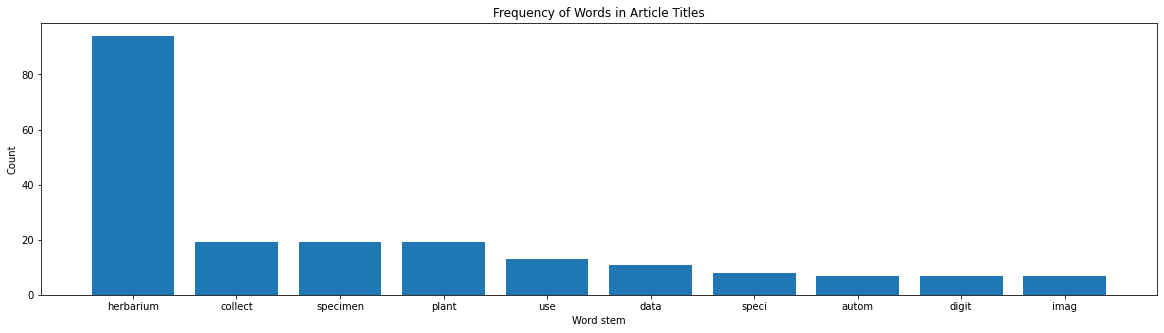 Frequency of Words in Article Titles
Count
80
60
40
20
0
herbarium collect specimen plant use data speci autom digit imag
Word stem